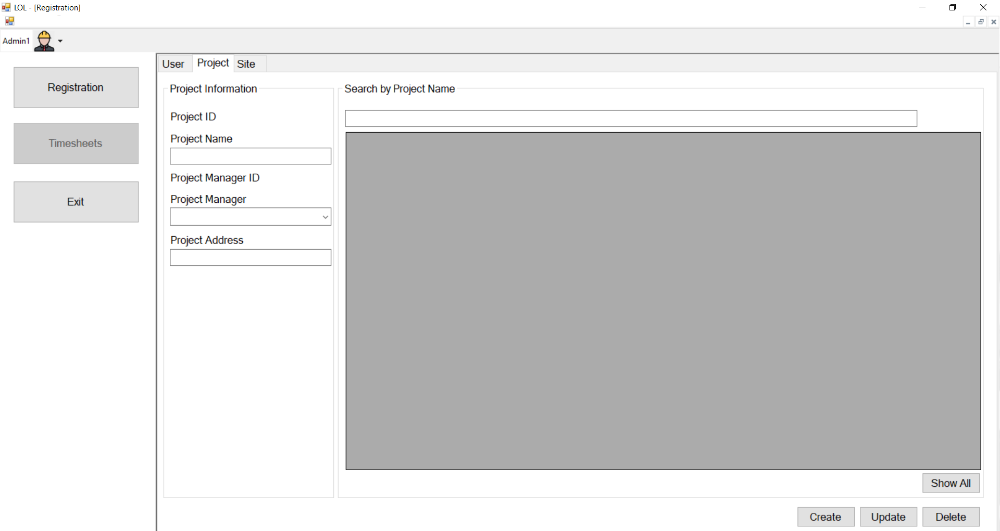 LOL - [Registration]
Admin1
Registration
Timesheets
Exit
User
Project
Site
Project Information
Project ID
Project Name
Project Manager ID
Project Manager
Project Address
Search by Project Name
Show All
Create
Update
Delete